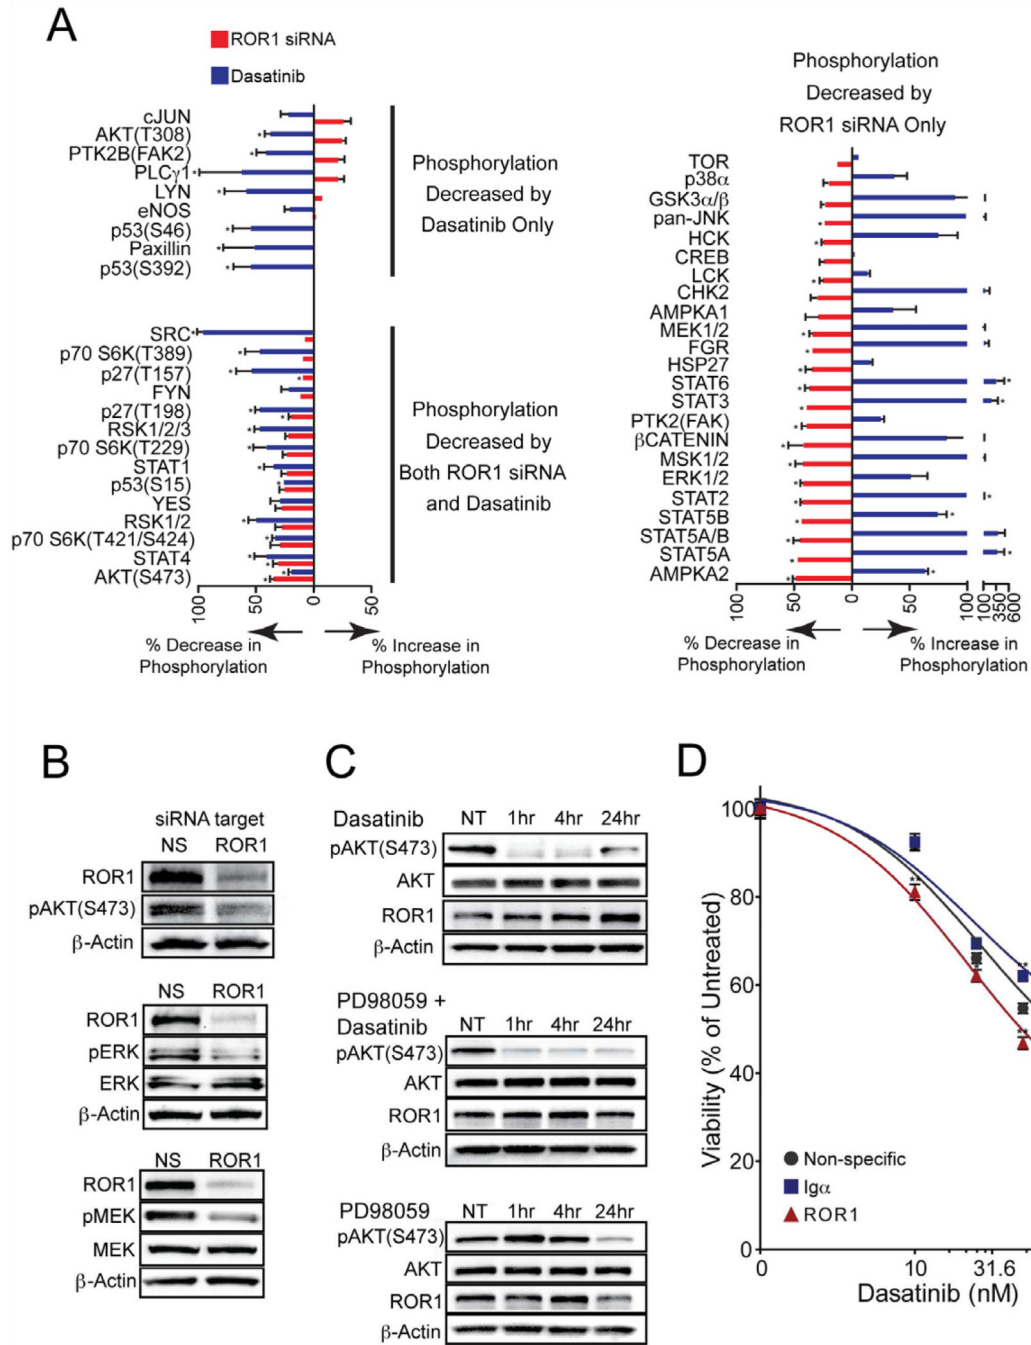 A
ROR1 siRNA
Dasatinib
cJUN
AKT(T308)
PTK2B(FAK2)
PLCγ1
LYN
eNOS
p53(S46)
Paxillin
p53(S392)
Phosphorylation
Decreased by
Dasatinib Only
SRC
p70 S6K(T389)
p27(T157)
FYN
p27(T198)
RSK1/2/3
p70 S6K(T229)
STAT1
p53(S15)
YES
RSK1/2
p70 S6K(T421/S424)
STAT4
AKT(S473)
Phosphorylation
Decreased by
Both ROR1 siRNA
and Dasatinib
100 50 0 50
% Decrease in
Phosphorylation
% Increase in
Phosphorylation
Phosphorylation
Decreased by
ROR1 siRNA Only
TOR
p38α
GSK3α/β
pan-JNK
HCK
CREB
LCK
CHK2
AMPKA1
MEK1/2
FGR
HSP27
STAT6
STAT3
PTK2(FAK)
βCATENIN
MSK1/2
ERK1/2
STAT2
STAT5B
STAT5A/B
STAT5A
AMPKA2
100 50 0 50 100 100 350 600
% Decrease in
Phosphorylation
% Increase in
Phosphorylation
B
siRNA target
NS ROR1
ROR1
pAKT(S473)
β-Actin
NS ROR1
ROR1
pERK
ERK
β-Actin
NS ROR1
ROR1
pMEK
MEK
β-Actin
C
Dasatinib NT 1hr 4hr 24hr
pAKT(S473)
AKT
ROR1
β-Actin
PD98059 +
Dasatinib NT 1hr 4hr 24hr
pAKT(S473)
AKT
ROR1
β-Actin
PD98059 NT 1hr 4hr 24hr
pAKT(S473)
AKT
ROR1
β-Actin
D
Viability (% of Untreated)
100
80
60
40
20
0
Non-specific
Igα
ROR1
0 10 31.6
Dasatinib (nM)